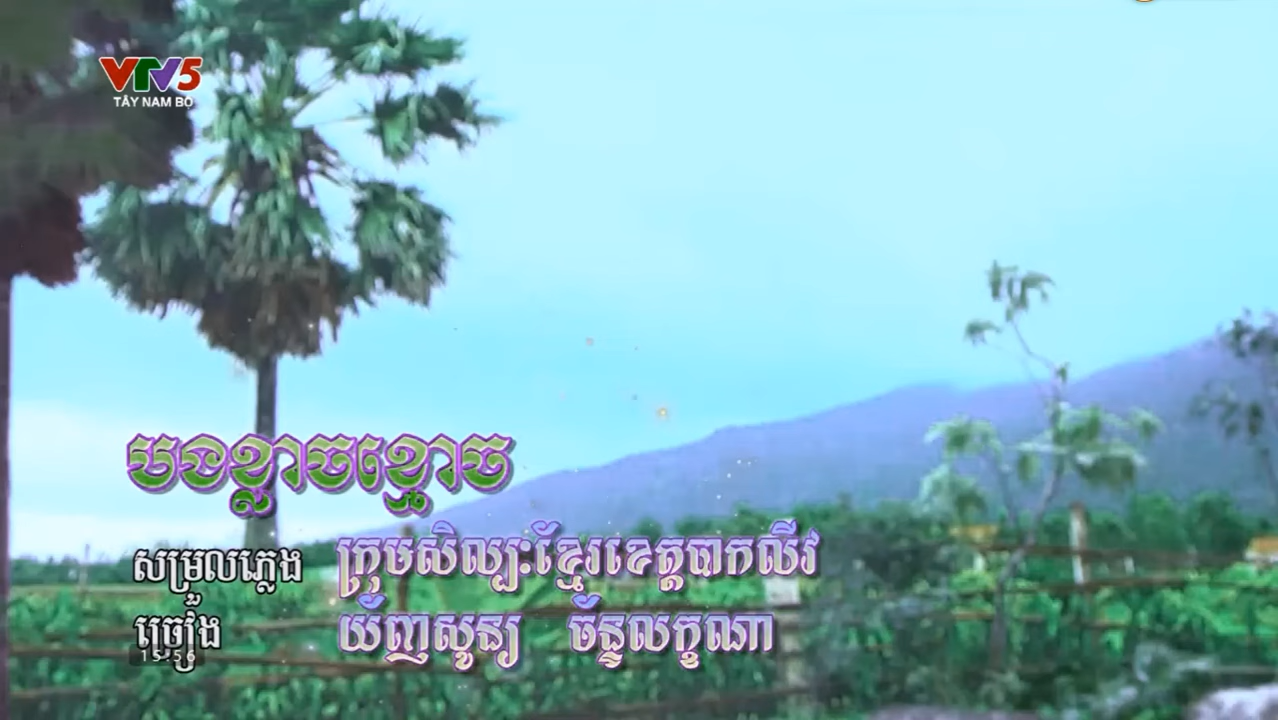 VTV5
TÂY NAM BỘ
បងខ្លាចខ្មោច
សម្រួលភ្លេង ក្រុមសិល្បៈខ្មែរខេត្តបាកលីវ
ច្រៀង យ័ញសូន្យ ច័ន្ទលក្ខណា